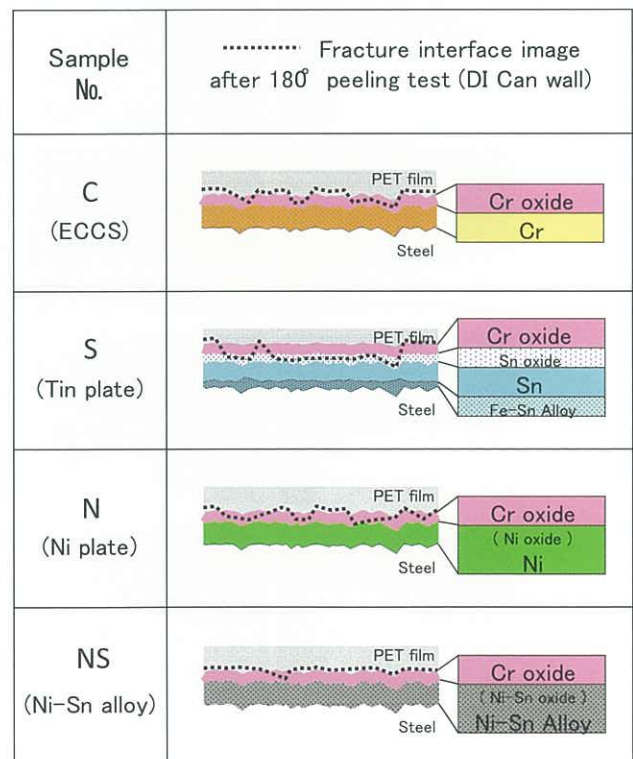 Sample
No.
Fracture interface image
after 180° peeling test (DI Can wall)
C
(ECCS)
PET film
Steel
Cr oxide
Cr
S
(Tin plate)
PET film
Steel
Cr oxide
Sn oxide
Sn
Fe-Sn Alloy
N
(Ni plate)
PET film
Steel
Cr oxide
( Ni oxide )
Ni
NS
(Ni-Sn alloy)
PET film
Steel
Cr oxide
( Ni-Sn oxide )
Ni-Sn Alloy